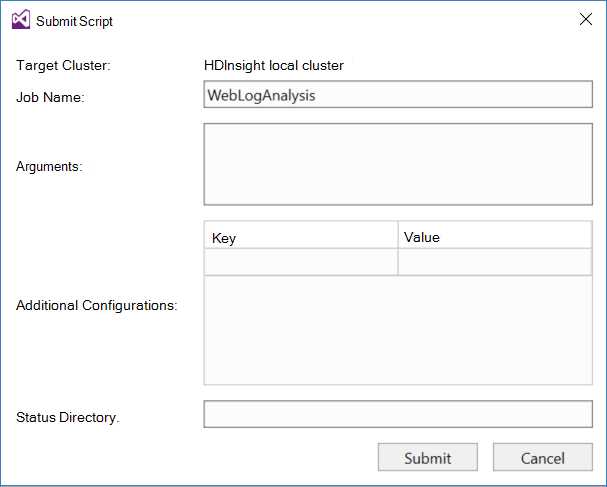 Submit Script
Target Cluster: HDInsight local cluster
Job Name: WebLogAnalysis
Arguments:
Key Value
Additional Configurations:
Status Directory.
Submit Cancel